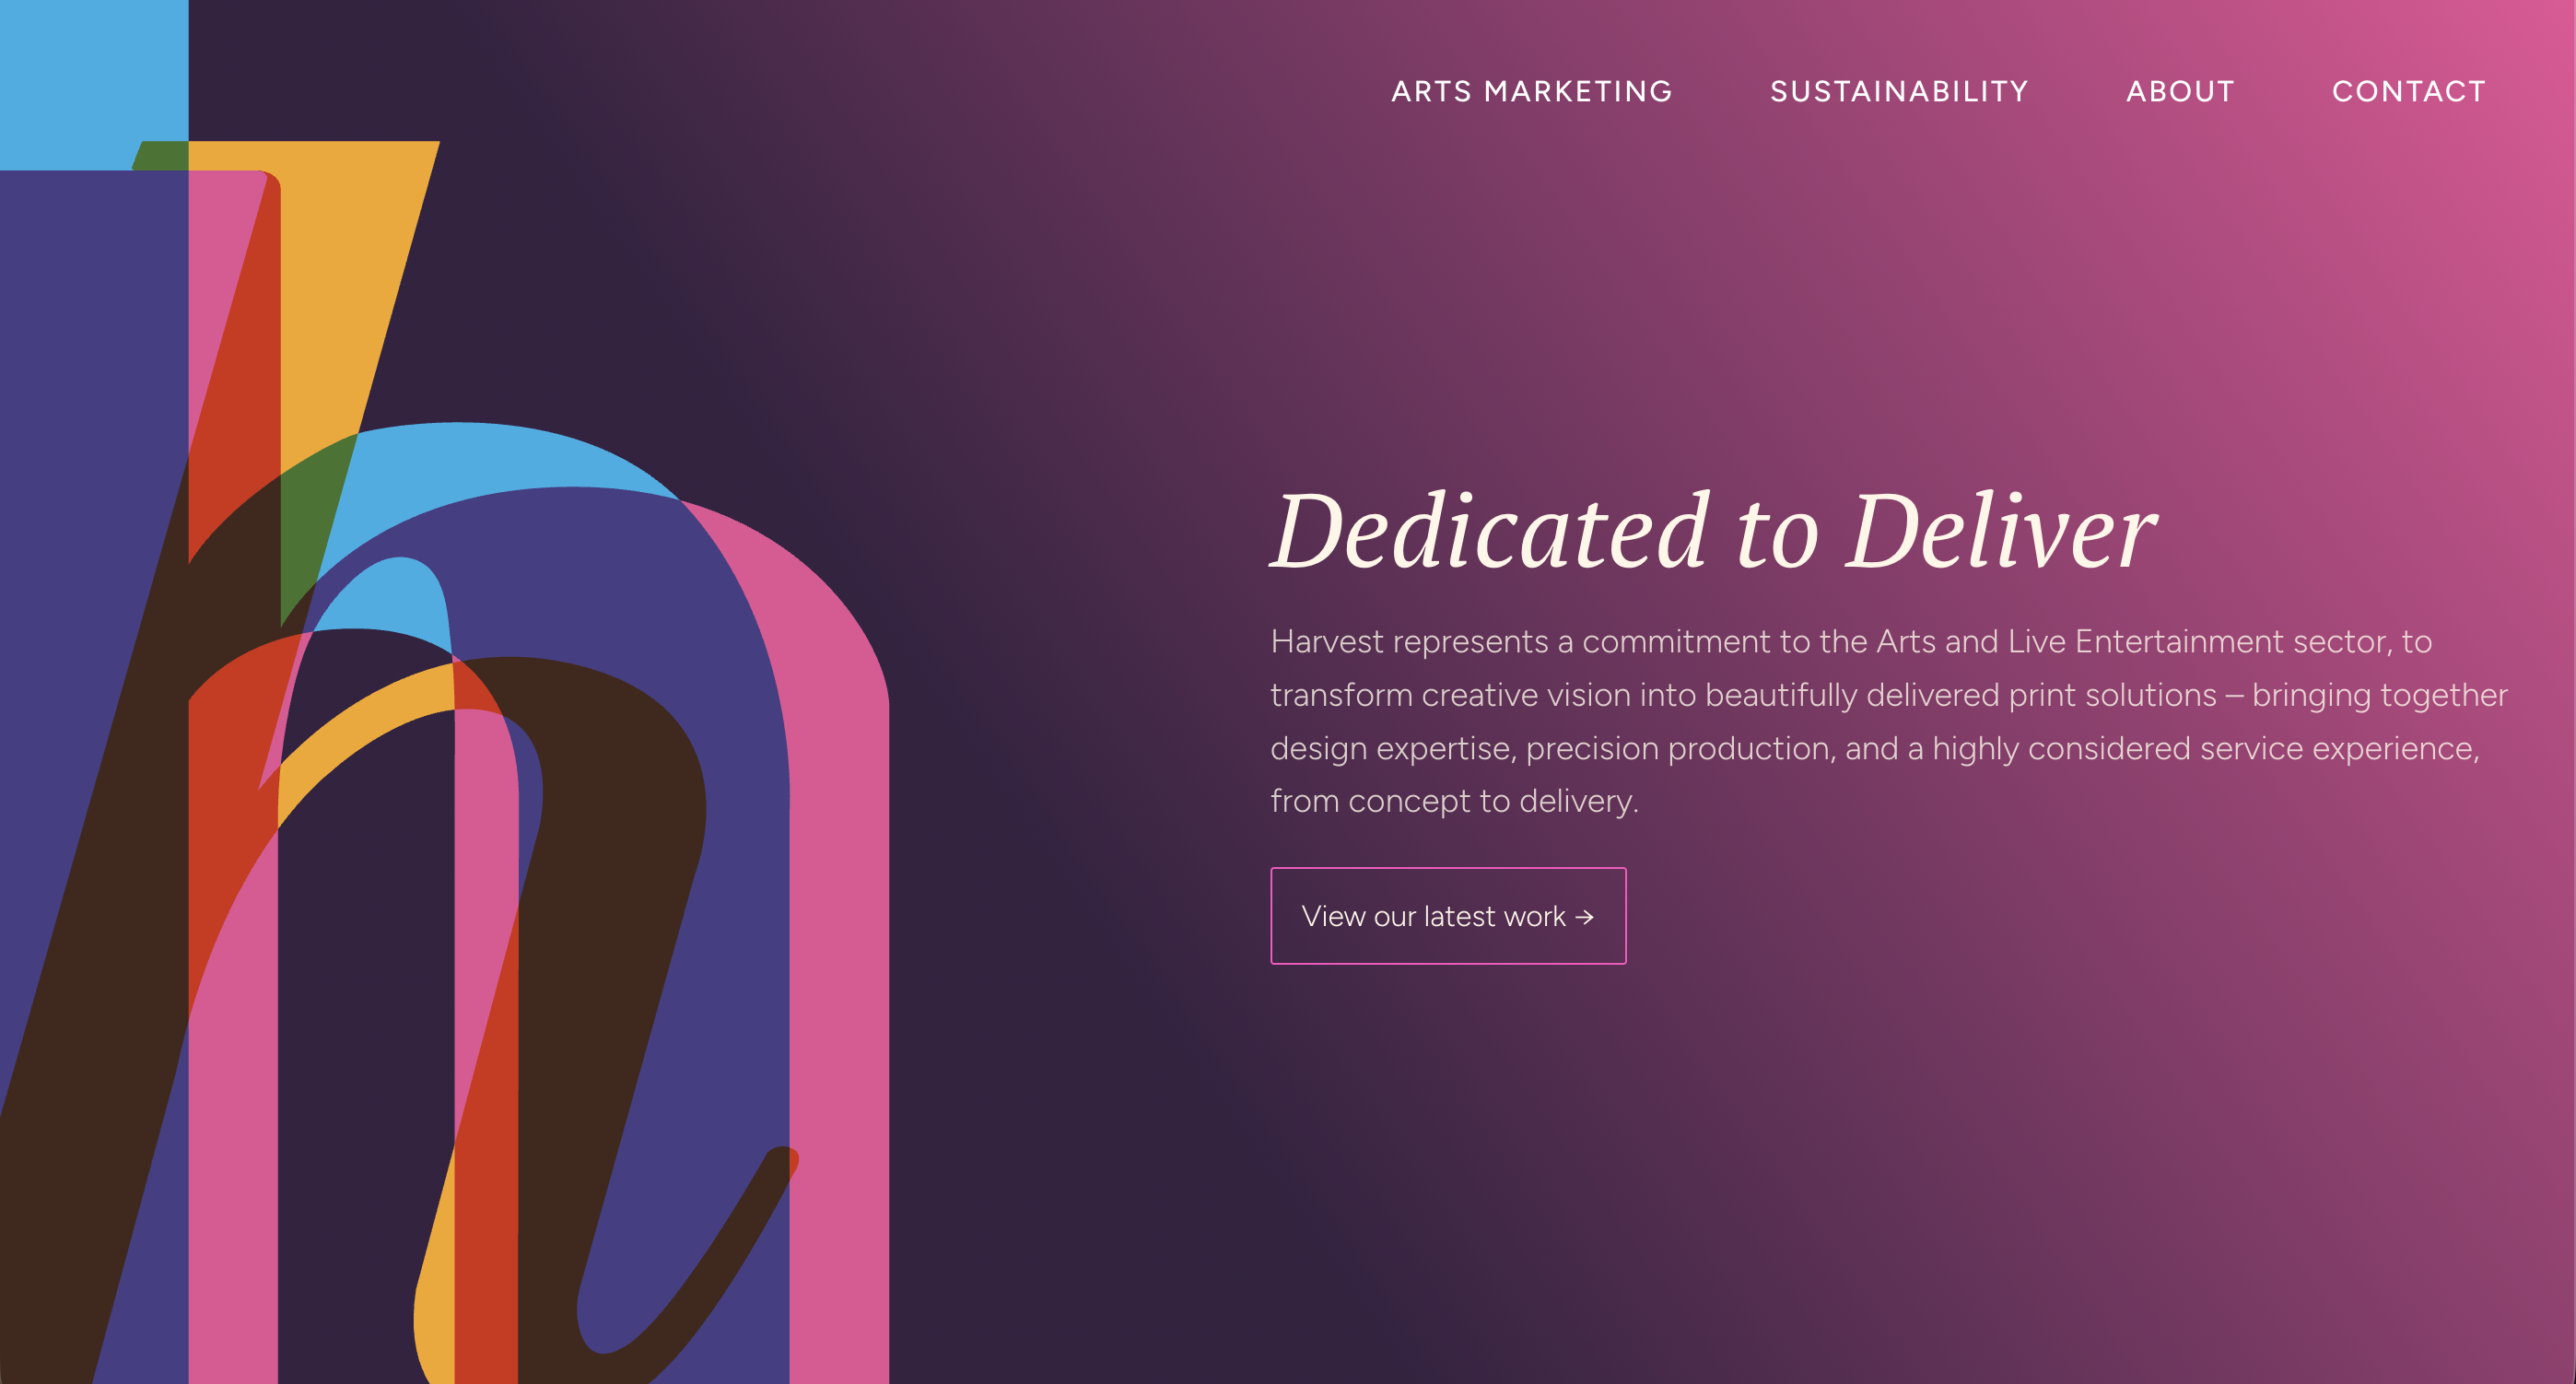 ARTS MARKETING SUSTAINABILITY ABOUT CONTACT
h
Dedicated to Deliver
Harvest represents a commitment to the Arts and Live Entertainment sector, to
transform creative vision into beautifully delivered print solutions – bringing together
design expertise, precision production, and a highly considered service experience,
from concept to delivery.
View our latest work →